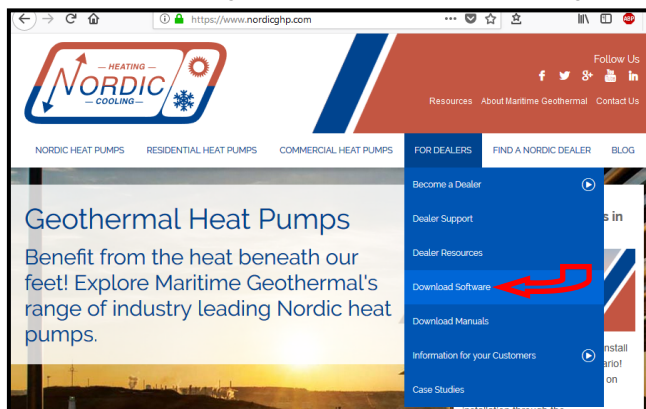 https://www.nordicghp.com
ABP
HEATING
NORDIC
COOLING
Follow Us
Resources About Maritime Geothermal Contact Us
NORDIC HEAT PUMPS RESIDENTIAL HEAT PUMPS COMMERCIAL HEAT PUMPS FOR DEALERS FIND A NORDIC DEALER BLOG
Become a Dealer
Dealer Support
Dealer Resources
Download Software
Download Manuals
Information for your Customers
Case Studies
Geothermal Heat Pumps
Benefit from the heat beneath our
feet! Explore Maritime Geothermal's
range of industry leading Nordic heat
pumps.
s in
nstall
ario!
on